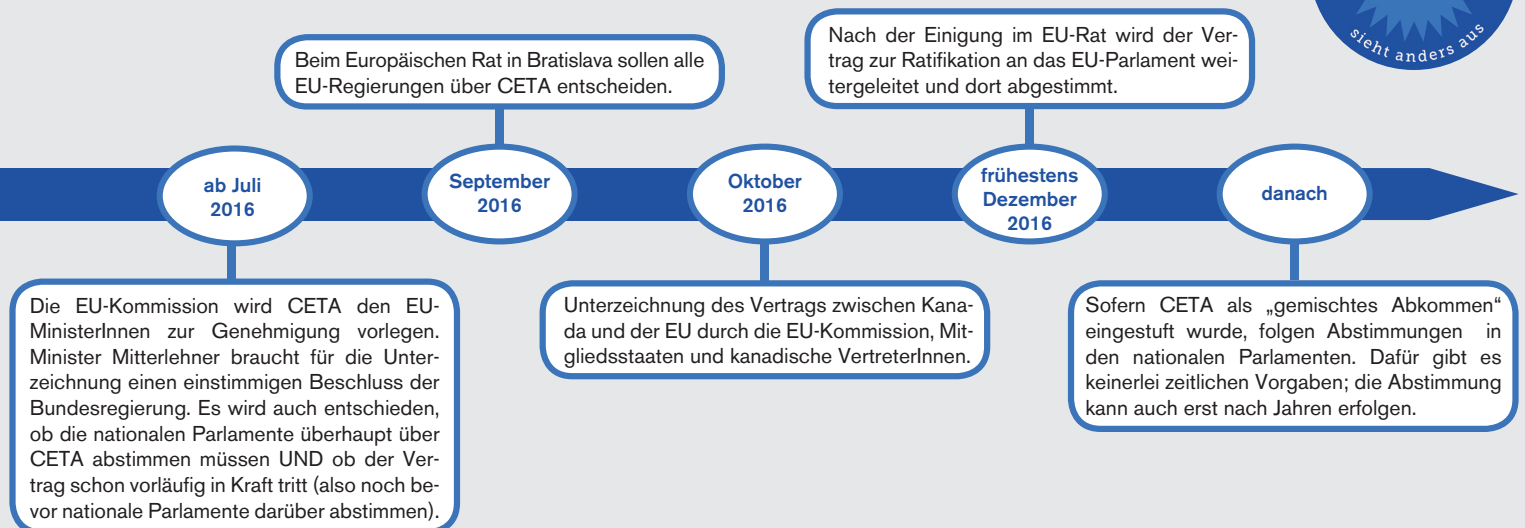 sieht anders aus
Beim Europäischen Rat in Bratislava sollen alle
EU-Regierungen über CETA entscheiden.
Nach der Einigung im EU-Rat wird der Ver-
trag zur Ratifikation an das EU-Parlament wei-
tergeleitet und dort abgestimmt.
ab Juli
2016
September
2016
Oktober
2016
frühestens
Dezember
2016
danach
Die EU-Kommission wird CETA den EU-
MinisterInnen zur Genehmigung vorlegen.
Minister Mitterlehner braucht für die Unter-
zeichnung einen einstimmigen Beschluss der
Bundesregierung. Es wird auch entschieden,
ob die nationalen Parlamente überhaupt über
CETA abstimmen müssen UND ob der Ver-
trag schon vorläufig in Kraft tritt (also noch be-
vor nationale Parlamente darüber abstimmen).
Unterzeichnung des Vertrags zwischen Kana-
da und der EU durch die EU-Kommission, Mit-
gliedsstaaten und kanadische VertreterInnen.
Sofern CETA als „gemischtes Abkommen“
eingestuft wurde, folgen Abstimmungen in
den nationalen Parlamenten. Dafür gibt es
keinerlei zeitlichen Vorgaben; die Abstimmung
kann auch erst nach Jahren erfolgen.